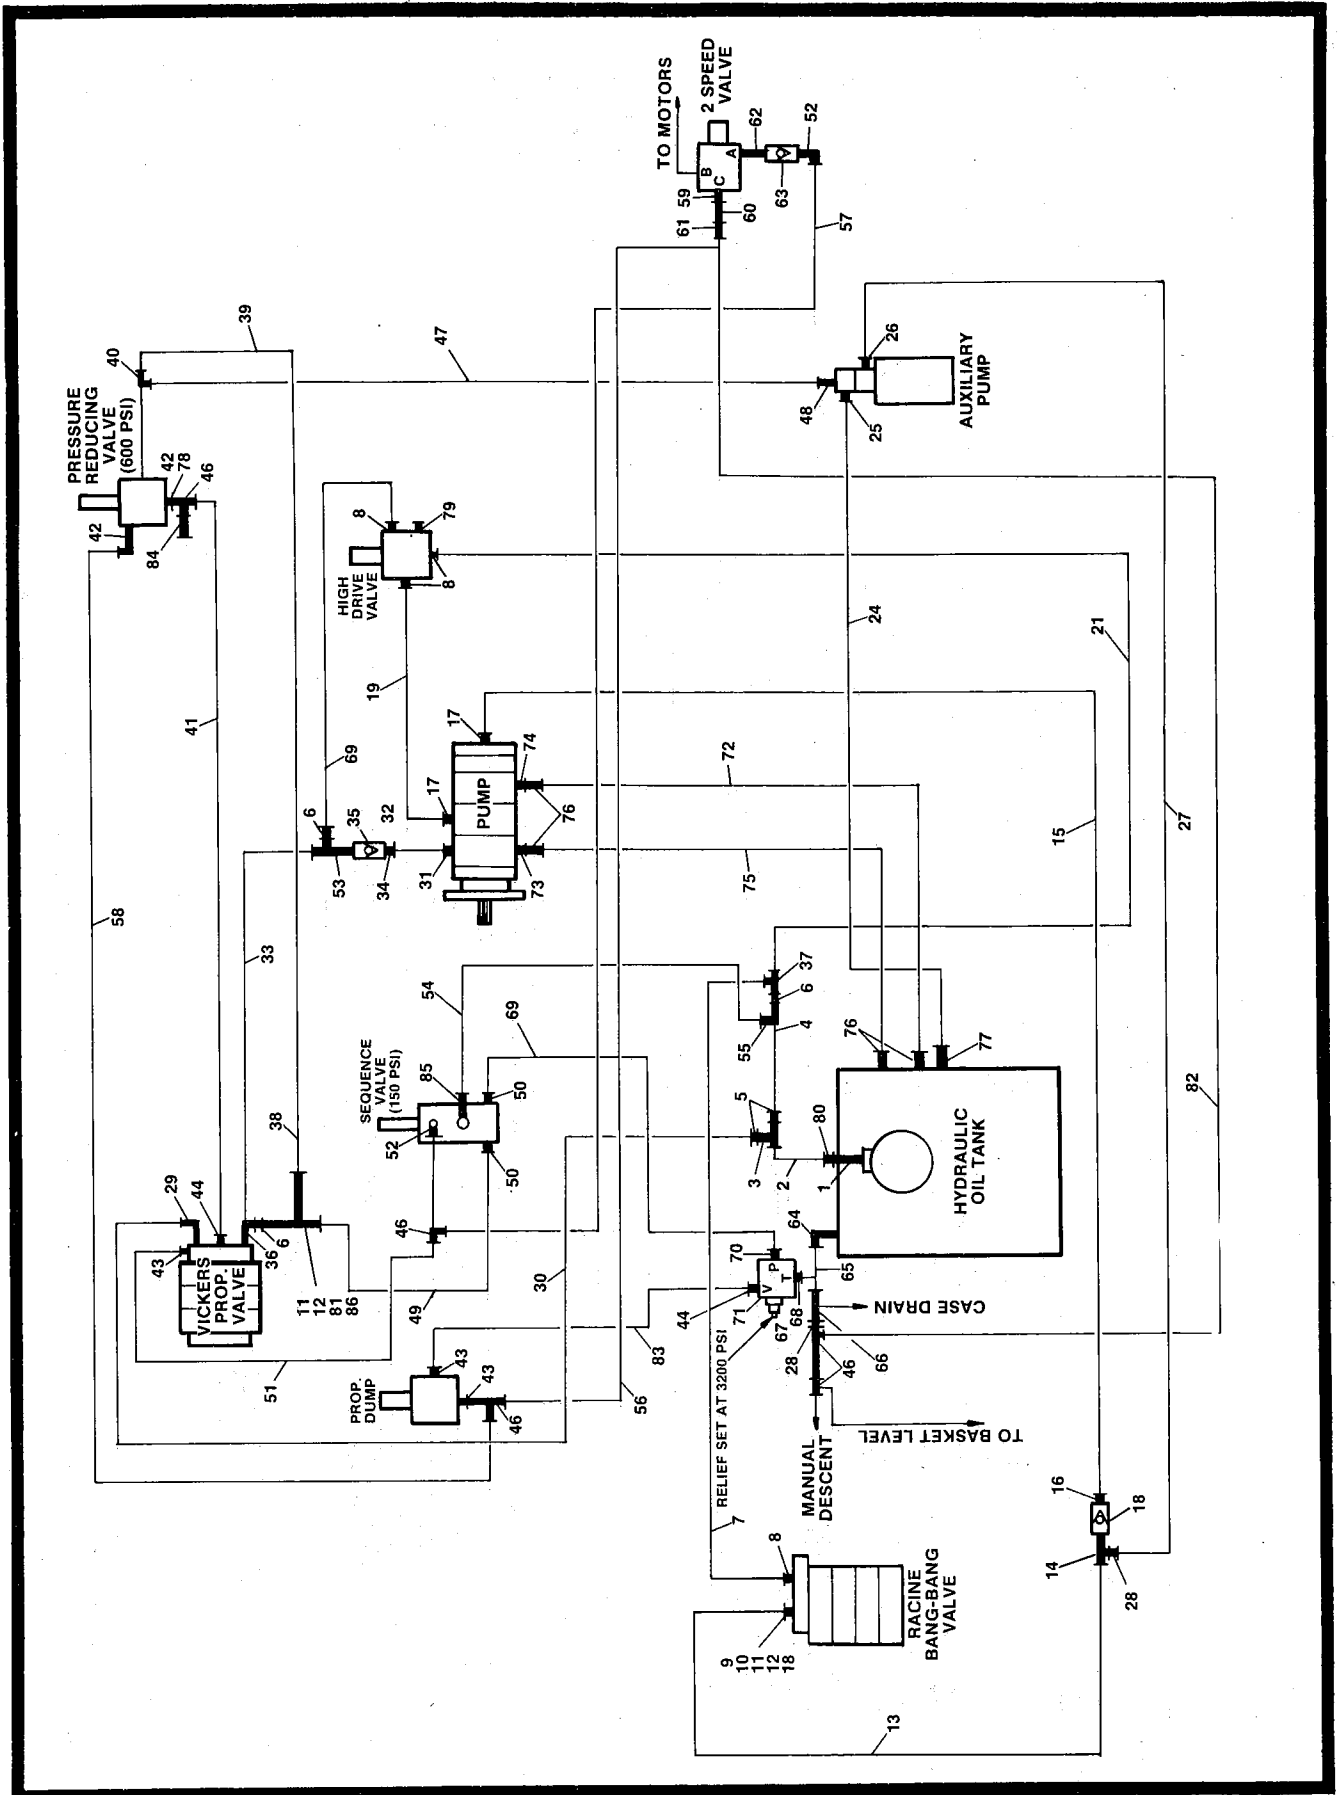 PRESSURE
REDUCING
VALVE
(600 PSI)
42
84
42
78
46
40
39
47
58
41
33
38
69
VICKERS
PROP.
VALVE
43
29
44
36
6
11
12
81
86
51
49
HIGH
DRIVE
VALVE
8
79
8
19
6
35
53
34
32
31
17
17
PUMP
74
73
76
72
75
SEQUENCE
VALVE
(150 PSI)
52
85
50
50
54
69
46
PROP.
DUMP
43
43
46
30
83
56
TO MOTORS
2 SPEED
VALVE
B
C
A
59
60
61
62
63
52
57
48
25
26
AUXILIARY
PUMP
24
21
15
27
82
37
6
55
4
5
3
2
80
1
76
77
HYDRAULIC
OIL TANK
64
65
70
P
V
T
44
71
67
68
28
46
66
CASE DRAIN
RELIEF SET AT 3200 PSI
MANUAL
DESCENT
TO BASKET LEVEL
7
8
9
10
11
12
18
RACINE
BANG-BANG
VALVE
13
14
16
18
28